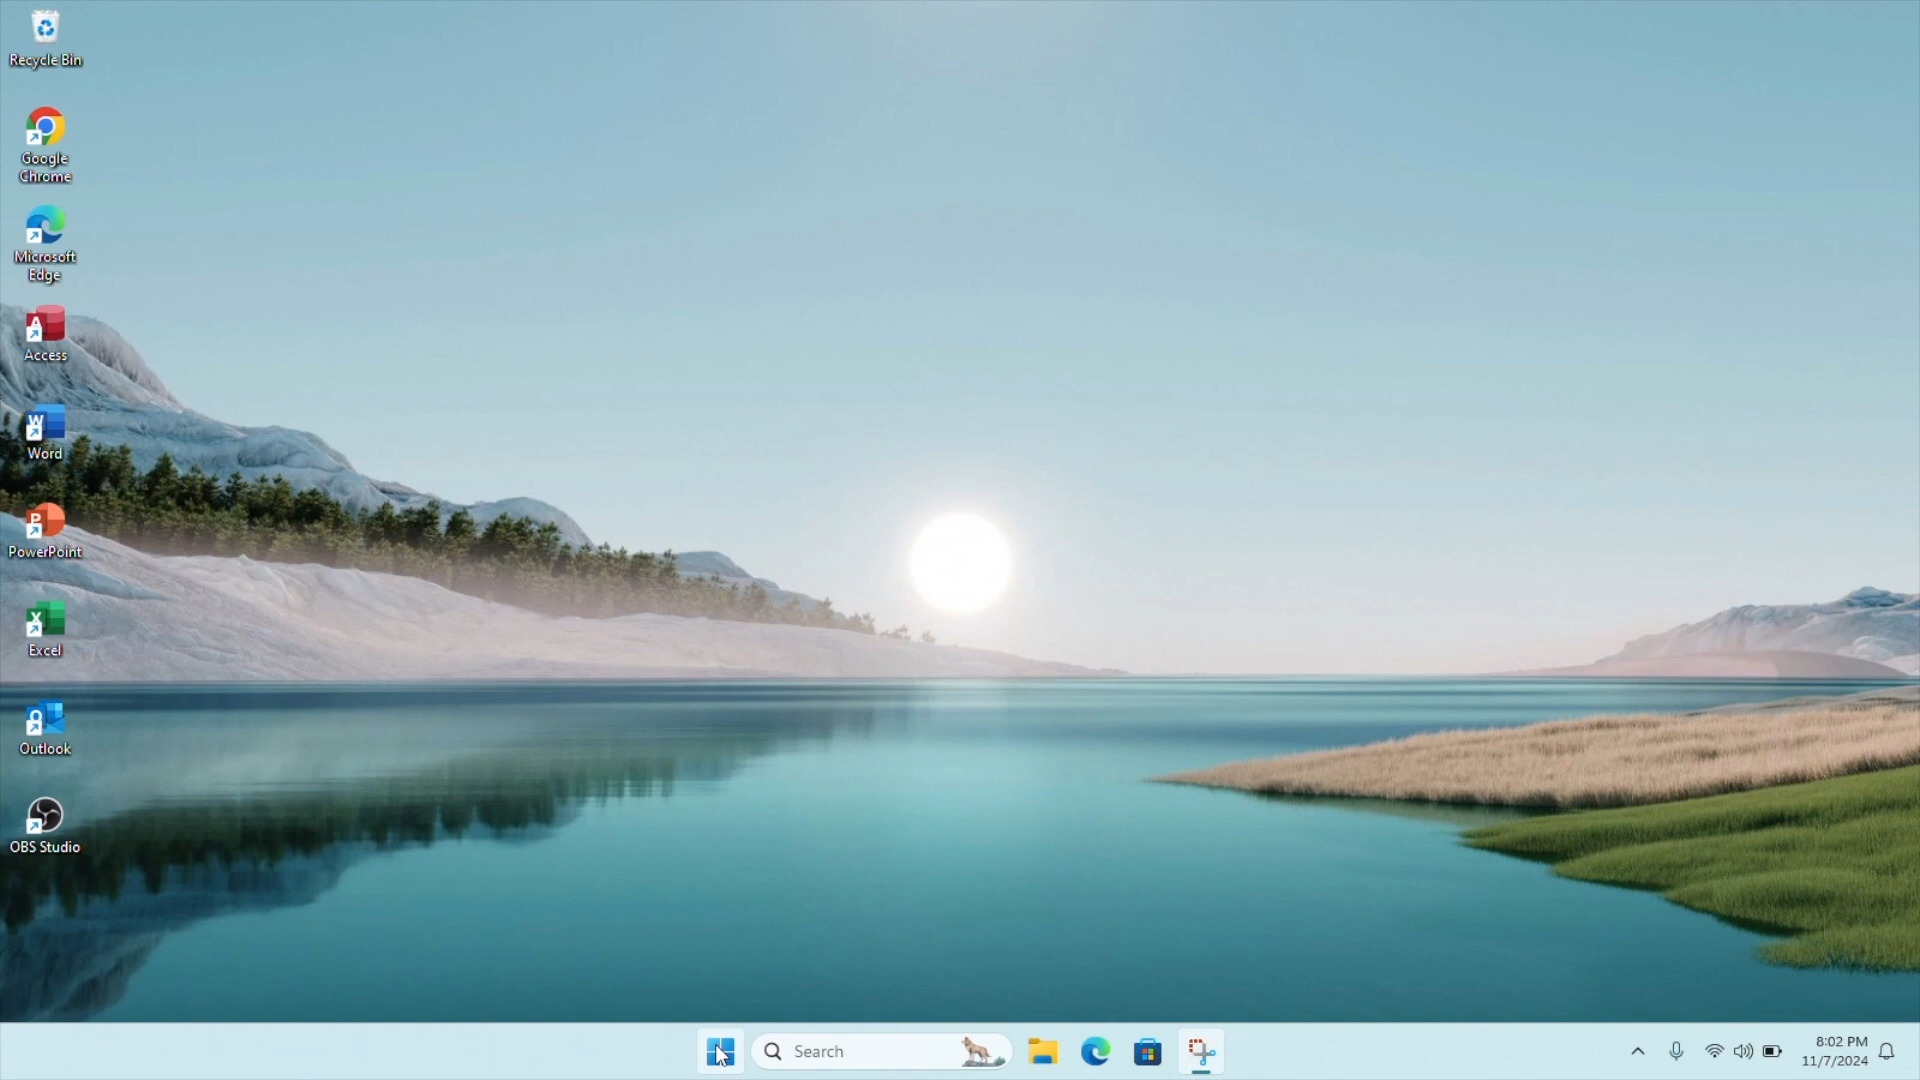 Recycle Bin
Google
Chrome
Microsoft
Edge
Access
Word
PowerPoint
Excel
Outlook
OBS Studio
Search
8:02 PM
11/7/2024